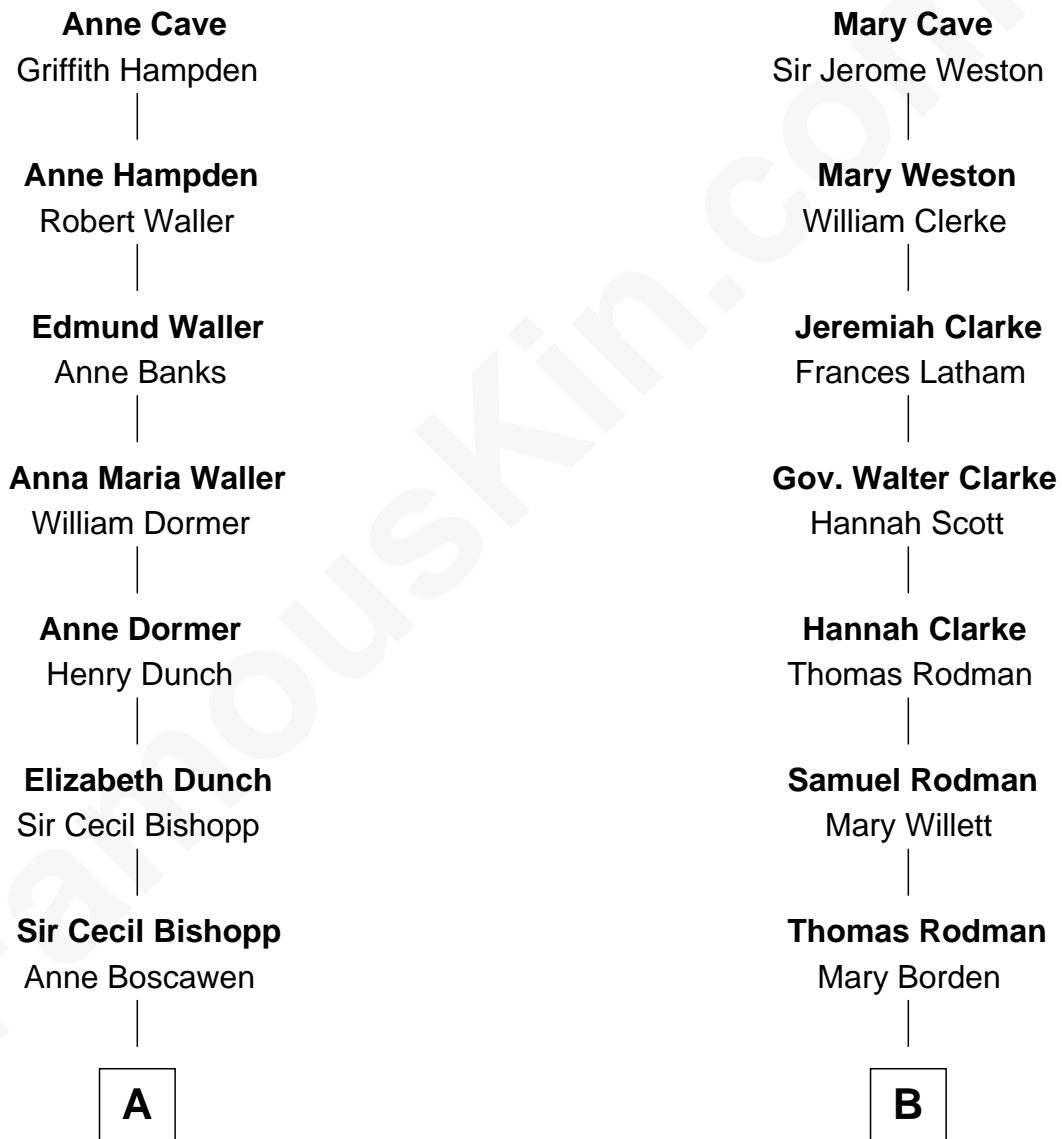 Anne Cave
Griffith Hampden
Anne Hampden
Robert Waller
Edmund Waller
Anne Banks
Anna Maria Waller
William Dormer
Anne Dormer
Henry Dunch
Elizabeth Dunch
Sir Cecil Bishopp
Sir Cecil Bishopp
Anne Boscawen
A
Mary Cave
Sir Jerome Weston
Mary Weston
William Clerke
Jeremiah Clarke
Frances Latham
Gov. Walter Clarke
Hannah Scott
Hannah Clarke
Thomas Rodman
Samuel Rodman
Mary Willett
Thomas Rodman
Mary Borden
B
FamousKin.com